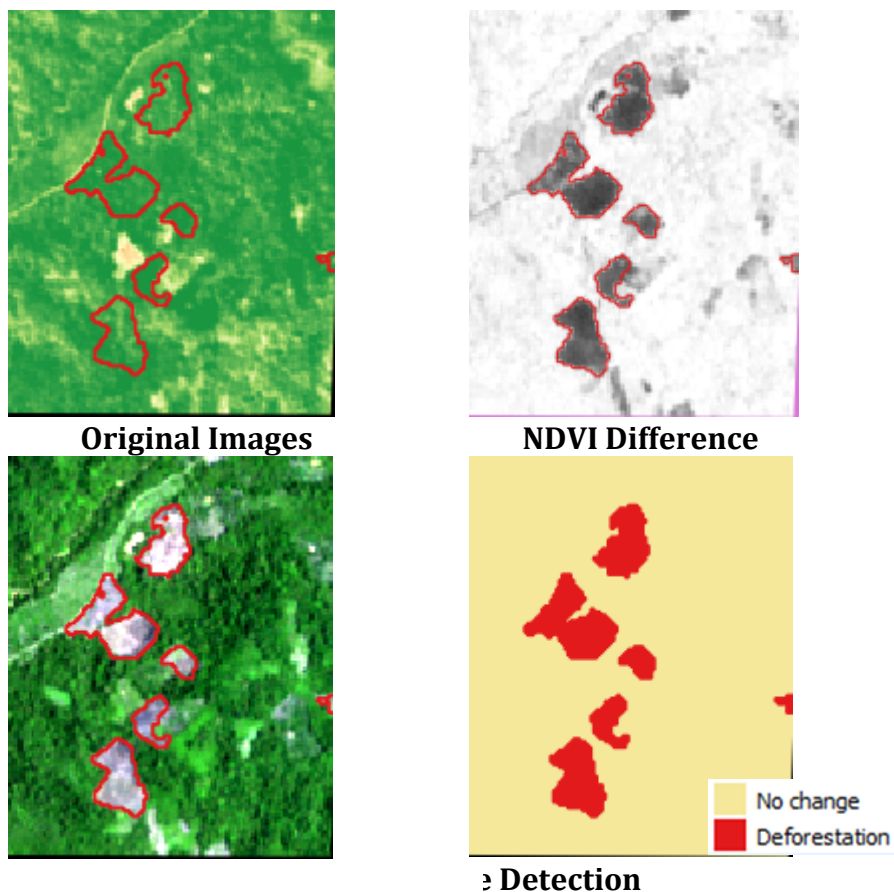 Original Images
NDVI Difference
No change
Deforestation
e Detection